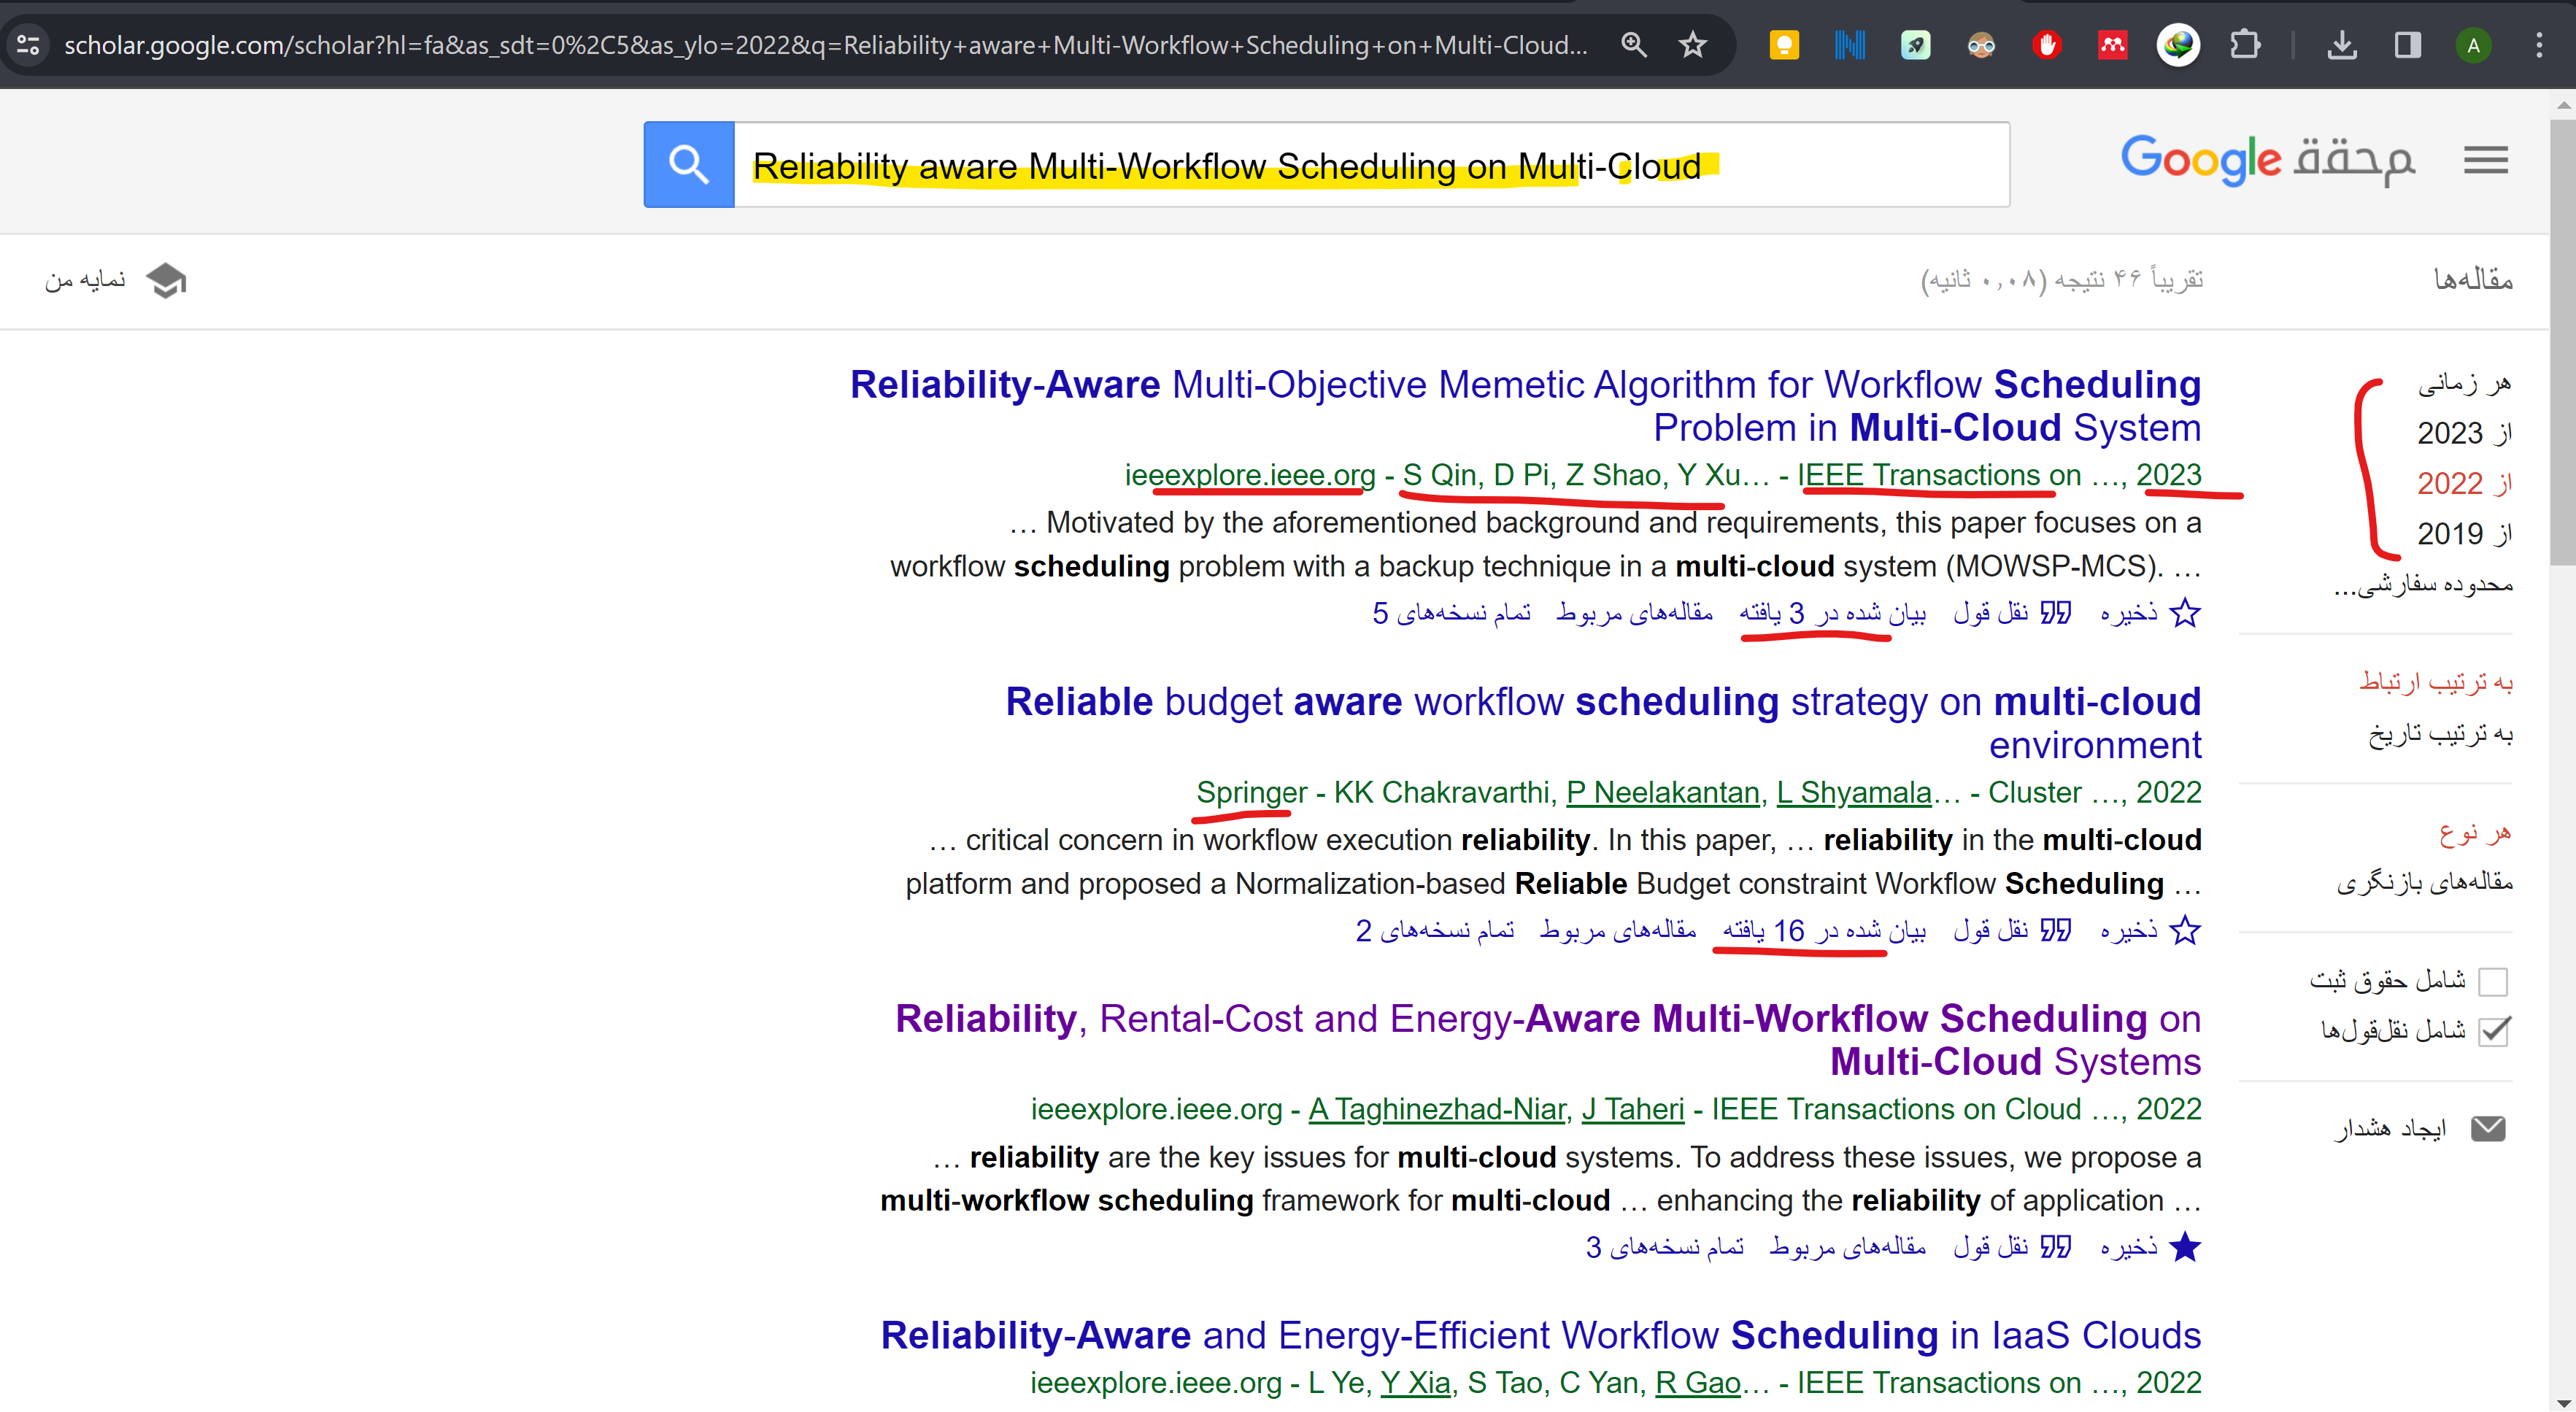 scholar.google.com/scholar?hl=fa&as_sdt=0%2C5&as_ylo=2022&q=Reliability+aware+Multi-Workflow+Scheduling+on+Multi-Cloud...
A
Reliability aware Multi-Workflow Scheduling on Multi-Cloud
Google محقق
مقاله‌ها
تقریباً ۴۶ نتیجه (۰٫۰۸ ثانیه)
نمایه من
هر زمانی
از 2023
از 2022
از 2019
محدوده سفارشی...
به ترتیب ارتباط
به ترتیب تاریخ
هر نوع
مقاله‌های بازنگری
شامل حقوق ثبت
شامل نقل‌قول‌ها
ایجاد هشدار
Reliability-Aware Multi-Objective Memetic Algorithm for Workflow Scheduling
Problem in Multi-Cloud System
ieeexplore.ieee.org - S Qin, D Pi, Z Shao, Y Xu… - IEEE Transactions on …, 2023
… Motivated by the aforementioned background and requirements, this paper focuses on a
workflow scheduling problem with a backup technique in a multi-cloud system (MOWSP-MCS). …
ذخیره نقل قول بیان شده در 3 یافته مقاله‌های مربوط تمام نسخه‌های 5
Reliable budget aware workflow scheduling strategy on multi-cloud
environment
Springer - KK Chakravarthi, P Neelakantan, L Shyamala… - Cluster …, 2022
… critical concern in workflow execution reliability. In this paper, … reliability in the multi-cloud
platform and proposed a Normalization-based Reliable Budget constraint Workflow Scheduling …
ذخیره نقل قول بیان شده در 16 یافته مقاله‌های مربوط تمام نسخه‌های 2
Reliability, Rental-Cost and Energy-Aware Multi-Workflow Scheduling on
Multi-Cloud Systems
ieeexplore.ieee.org - A Taghinezhad-Niar, J Taheri - IEEE Transactions on Cloud …, 2022
… reliability are the key issues for multi-cloud systems. To address these issues, we propose a
multi-workflow scheduling framework for multi-cloud … enhancing the reliability of application …
ذخیره نقل قول مقاله‌های مربوط تمام نسخه‌های 3
Reliability-Aware and Energy-Efficient Workflow Scheduling in IaaS Clouds
ieeexplore.ieee.org - L Ye, Y Xia, S Tao, C Yan, R Gao… - IEEE Transactions on …, 2022